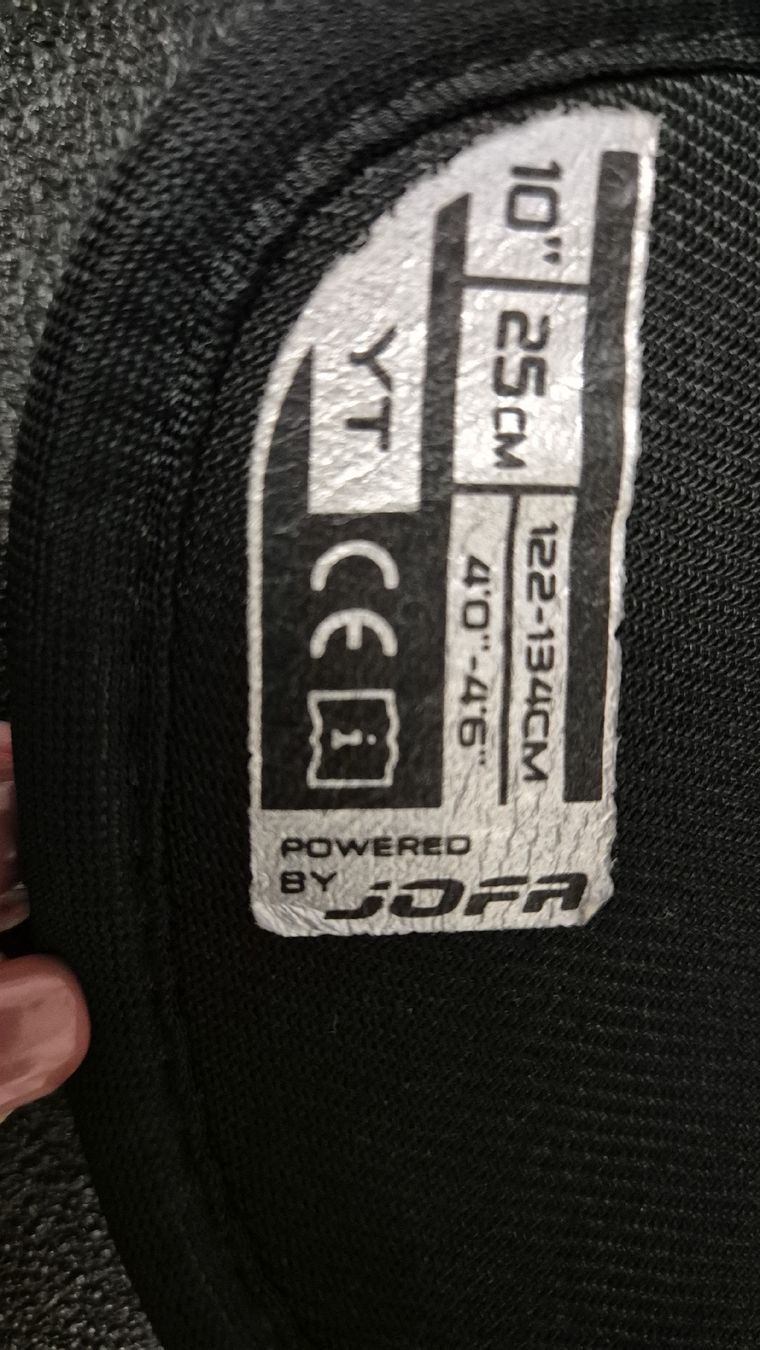 10" 25CM 122-134CM
4'0"-4'6"
YT CE i
POWERED
BY JOFA